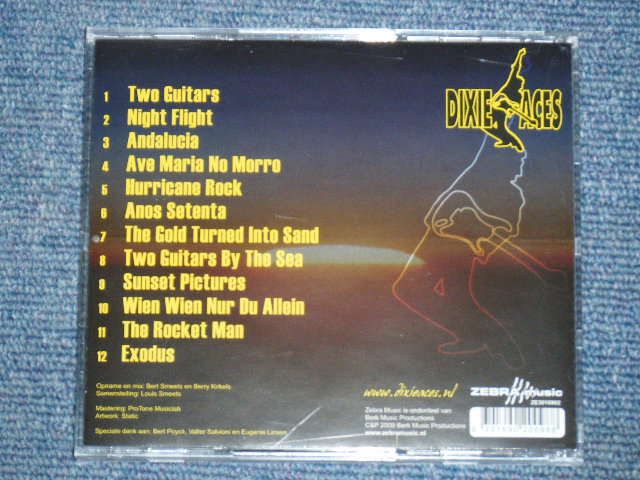 DIXIE ACES
1 Two Guitars
2 Night Flight
3 Andalucia
4 Ave Maria No Morro
5 Hurricane Rock
6 Anos Setenta
7 The Gold Turned Into Sand
8 Two Guitars By The Sea
9 Sunset Pictures
10 Wien Wien Nur Du Allein
11 The Rocket Man
12 Exodus
Opname en mix: Bert Smeets en Berry Kirkels
Samenstelling: Louis Smeets
Mastering: ProTone Musiclab
Artwork: Static
Speciale dank aan: Bert Poyck, Valter Salvioni en Eugenie Linsen
www.dixieaces.nl
ZEBRA music
Zebra Music is onderdeel van
Berk Music Productions
C&P 2009 Berk Music Productions
www.zebramusic.nl